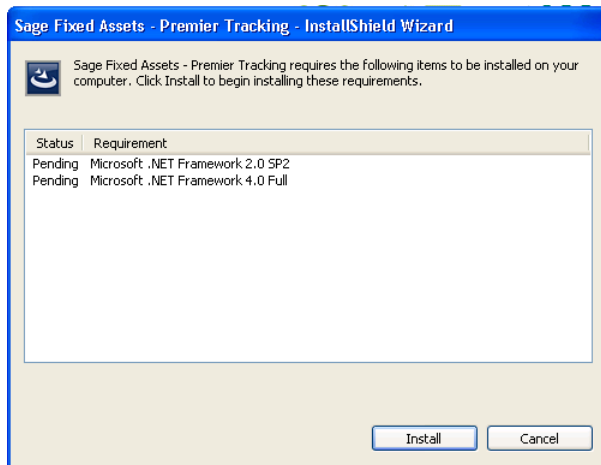 Sage Fixed Assets - Premier Tracking - InstallShield Wizard
Sage Fixed Assets - Premier Tracking requires the following items to be installed on your
computer. Click Install to begin installing these requirements.
Status Requirement
Pending Microsoft .NET Framework 2.0 SP2
Pending Microsoft .NET Framework 4.0 Full
Install Cancel